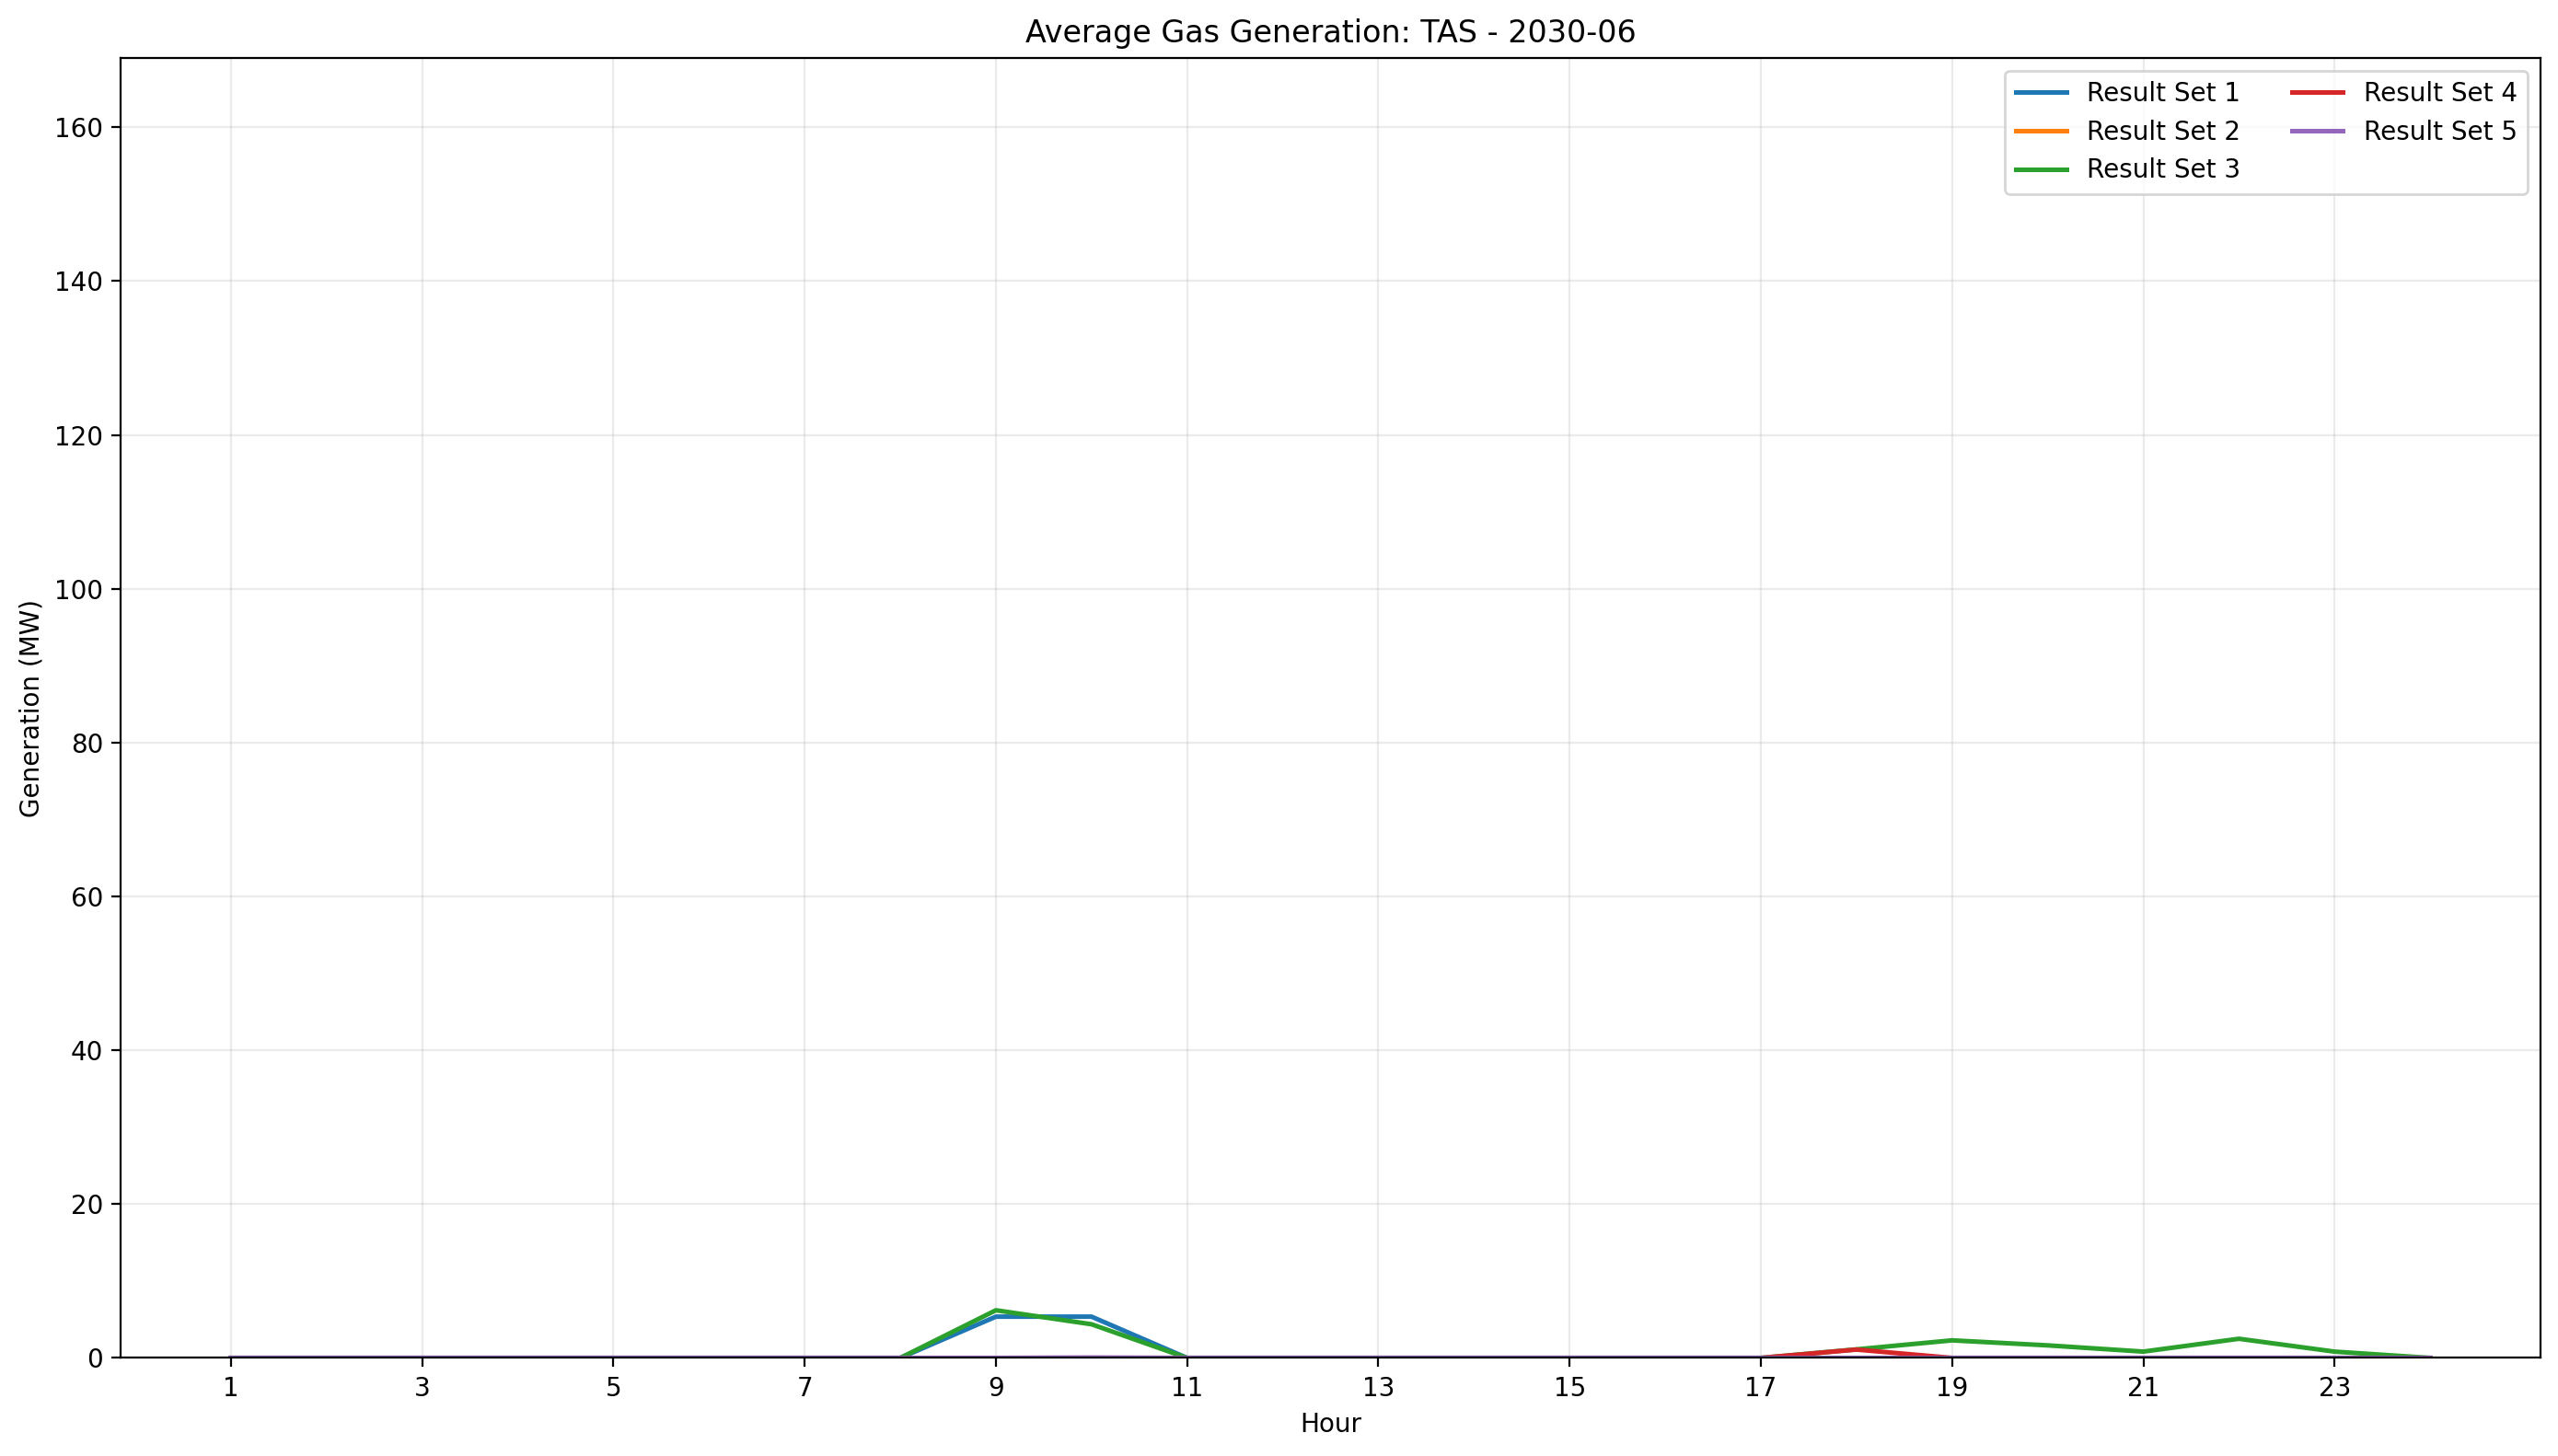 Average Gas Generation: TAS - 2030-06
Generation (MW)
160
140
120
100
80
60
40
20
0
Result Set 1
Result Set 2
Result Set 3
Result Set 4
Result Set 5
1 3 5 7 9 11 13 15 17 19 21 23
Hour